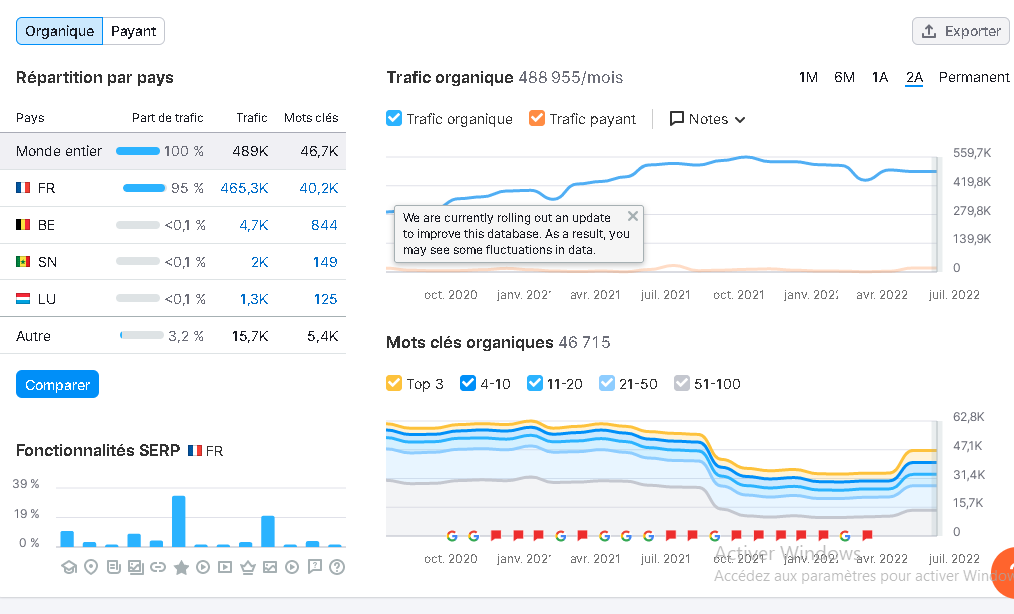 Organique Payant
Exporter
Répartition par pays
Pays Part de trafic Trafic Mots clés
Monde entier 100 % 489K 46,7K
FR 95 % 465,3K 40,2K
BE <0,1 % 4,7K 844
SN <0,1 % 2K 149
LU <0,1 % 1,3K 125
Autre 3,2 % 15,7K 5,4K
Comparer
Fonctionnalités SERP FR
39 %
19 %
0 %
Trafic organique 488 955/mois
1M 6M 1A 2A Permanent
Trafic organique Trafic payant Notes
559,7K
419,8K
279,8K
139,9K
0
We are currently rolling out an update
to improve this database. As a result, you
may see some fluctuations in data.
oct. 2020 janv. 202 avr. 2021 juil. 2021 oct. 2021 janv. 202 avr. 2022 juil. 2022
Mots clés organiques 46 715
Top 3 4-10 11-20 21-50 51-100
62,8K
47,1K
31,4K
15,7K
0
oct. 2020 janv. 202 avr. 2021 juil. 2021 oct. 2021 janv. 202 avr. 2022 juil. 2022
Activer Windows
Accédez aux paramètres pour activer Windo